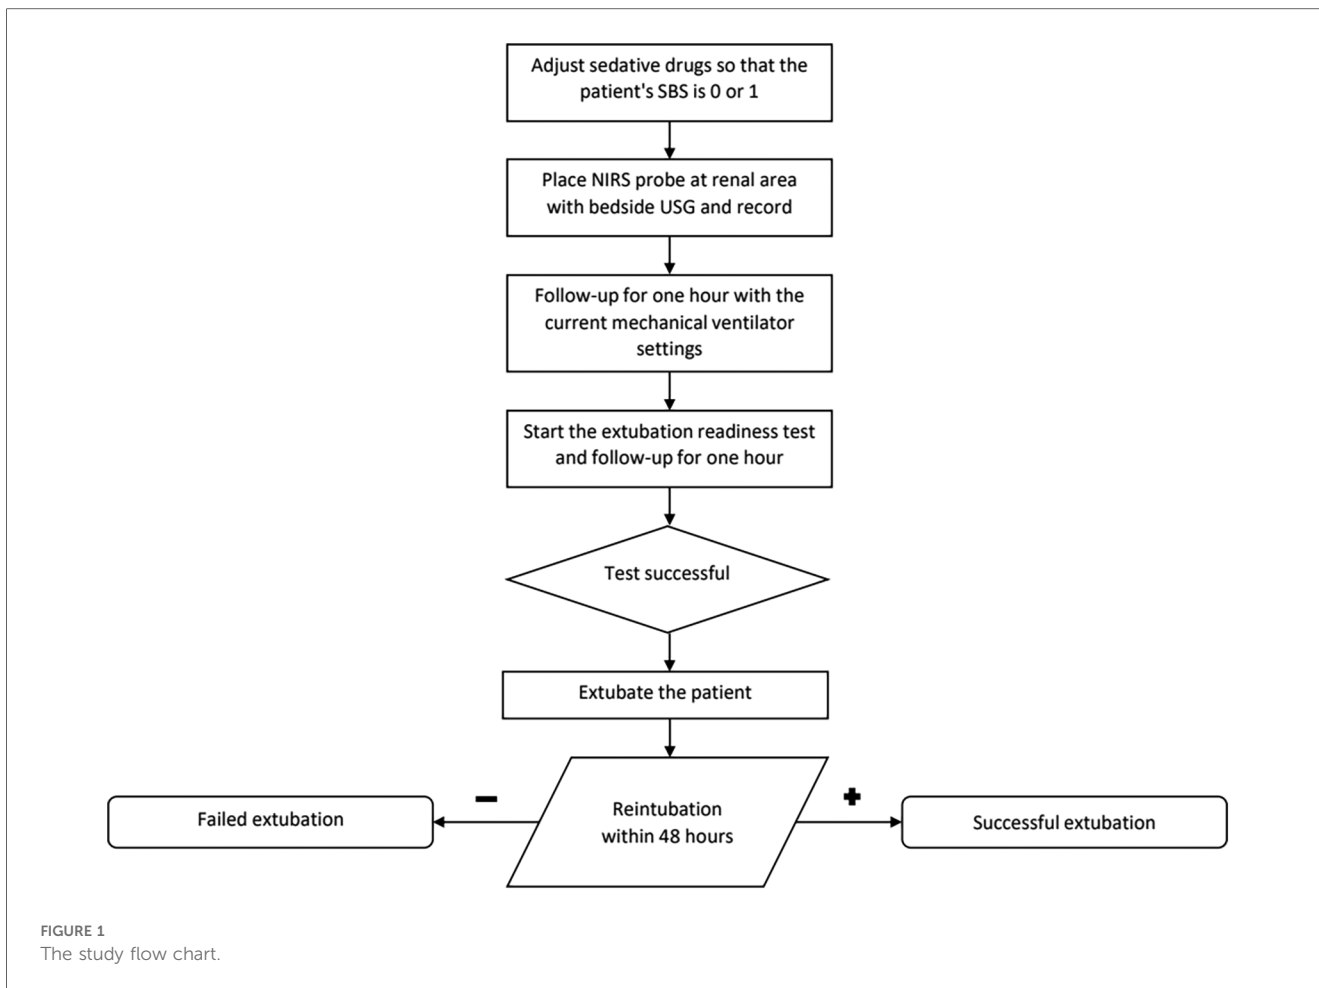 Adjust sedative drugs so that the
patient's SBS is 0 or 1
Place NIRS probe at renal area
with bedside USG and record
Follow-up for one hour with the
current mechanical ventilator
settings
Start the extubation readiness test
and follow-up for one hour
Test successful
Extubate the patient
Reintubation
within 48 hours
−
Failed extubation
+
Successful extubation
FIGURE 1
The study flow chart.